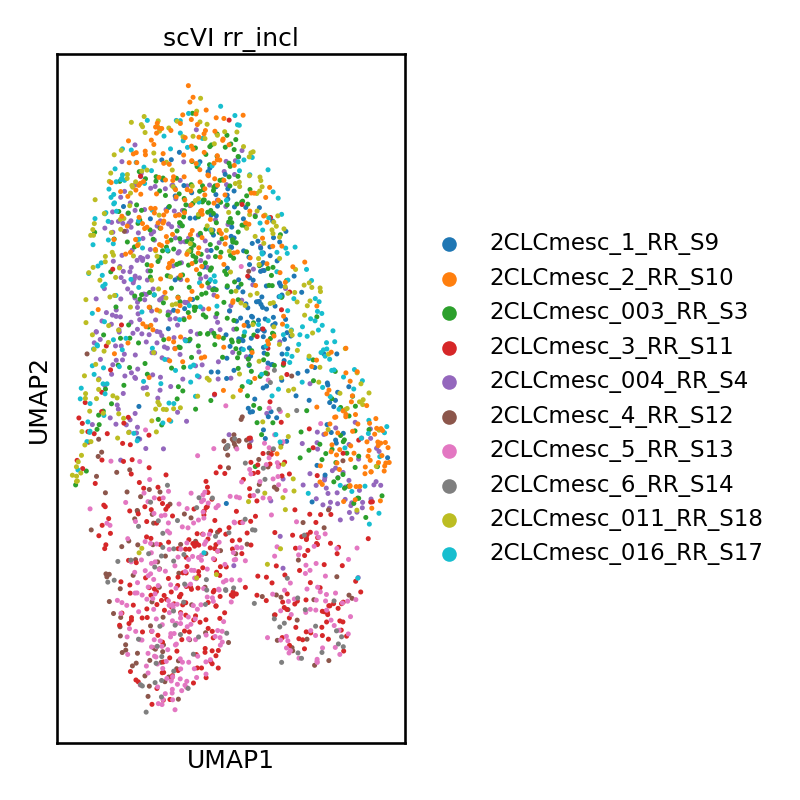 scVI rr_incl
UMAP2
UMAP1
2CLCmesc_1_RR_S9
2CLCmesc_2_RR_S10
2CLCmesc_003_RR_S3
2CLCmesc_3_RR_S11
2CLCmesc_004_RR_S4
2CLCmesc_4_RR_S12
2CLCmesc_5_RR_S13
2CLCmesc_6_RR_S14
2CLCmesc_011_RR_S18
2CLCmesc_016_RR_S17